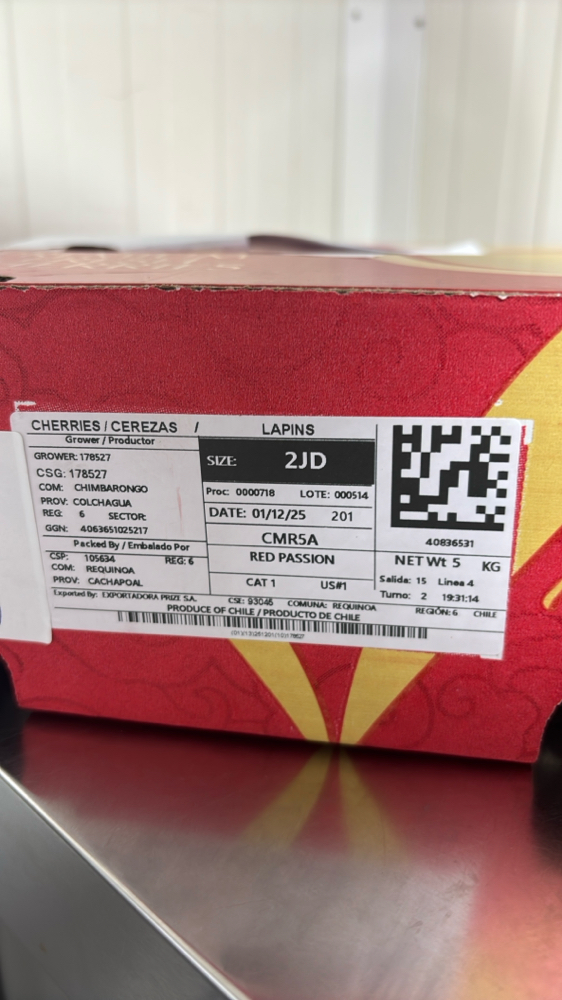 CHERRIES / CEREZAS / LAPINS
Grower / Productor
GROWER: 178527
CSG: 178527
COM: CHIMBARONGO
PROV: COLCHAGUA
REG: 6 SECTOR:
GGN: 4063651025217
Packed By / Embalado Por
CSP: 105634 REG: 6
COM: REQUINOA
PROV: CACHAPOAL
SIZE: 2JD
Proc: 0000718 LOTE: 000514
DATE: 01/12/25 201
CMR5A
RED PASSION
CAT 1 US#1
40836531
NET Wt 5 KG
Salida: 15 Linea 4
Turno: 2 19:31:14
Exported By: EXPORTADORA PRIZE S.A. CSE: 93046 COMUNA: REQUINOA REGIÓN: 6 CHILE
PRODUCE OF CHILE / PRODUCTO DE CHILE